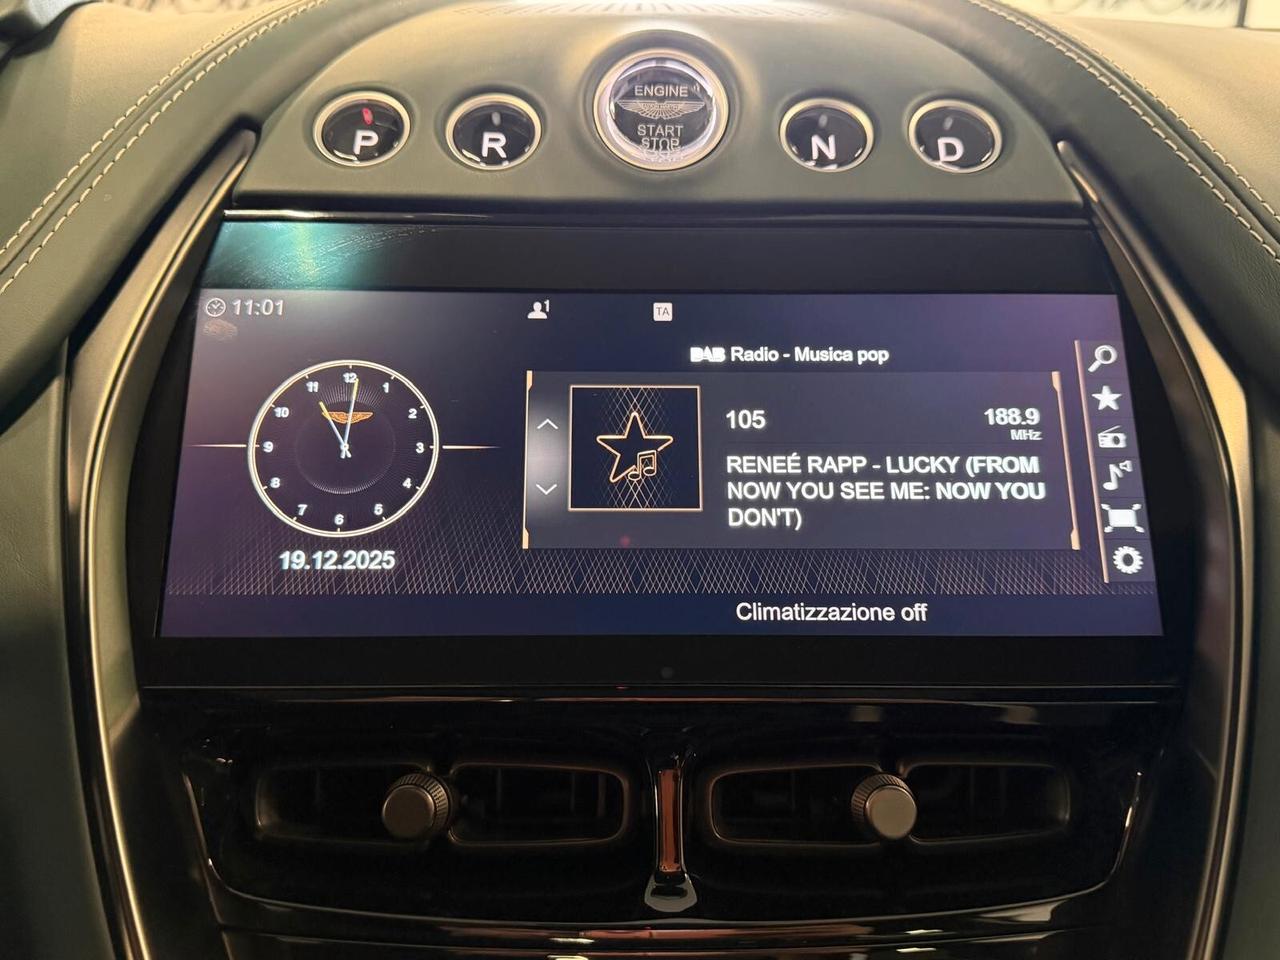 P
R
ENGINE
START
STOP
N
D
11:01
1
TA
DAB Radio - Musica pop
12
1
2
3
4
5
6
7
8
9
10
11
105
188.9
MHz
RENEÉ RAPP - LUCKY (FROM
NOW YOU SEE ME: NOW YOU
DON'T)
19.12.2025
Climatizzazione off